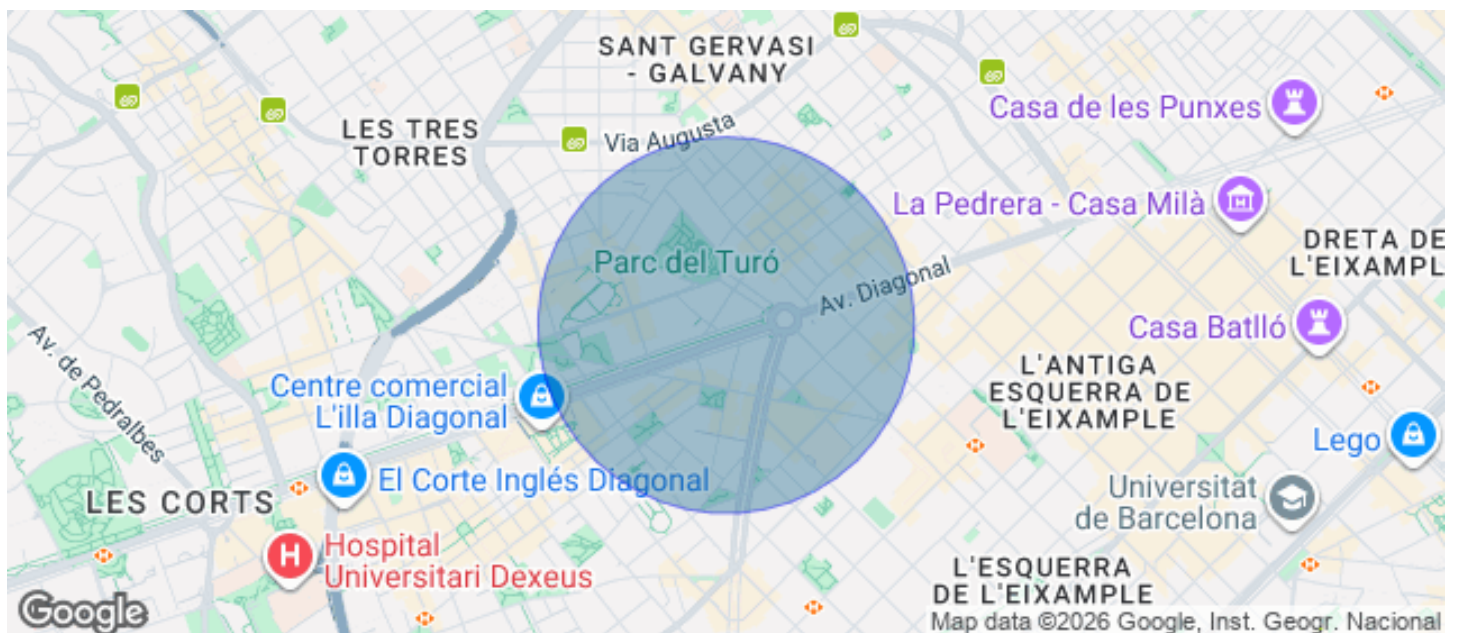 SANT GERVASI
- GALVANY
Casa de les Punxes
LES TRES
TORRES
Via Augusta
La Pedrera - Casa Milà
DRETA DE
L'EIXAMPL
Parc del Turó
Av. Diagonal
Casa Batlló
Av. de Pedralbes
L'ANTIGA
ESQUERRA DE
L'EIXAMPLE
Centre comercial
L'illa Diagonal
Lego
El Corte Inglés Diagonal
LES CORTS
Universitat
de Barcelona
H
Hospital
Universitari Dexeus
L'ESQUERRA
DE L'EIXAMPLE
Google
Map data ©2026 Google, Inst. Geogr. Nacional